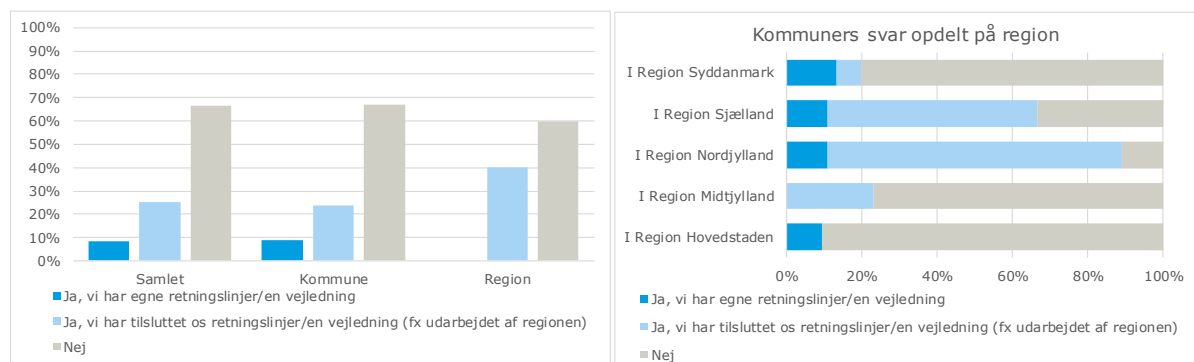 100%
90%
80%
70%
60%
50%
40%
30%
20%
10%
0%
Samlet Kommune Region
Ja, vi har egne retningslinjer/en vejledning
Ja, vi har tilsluttet os retningslinjer/en vejledning (fx udarbejdet af regionen)
Nej
Kommuners svar opdelt på region
I Region Syddanmark
I Region Sjælland
I Region Nordjylland
I Region Midtjylland
I Region Hovedstaden
0% 20% 40% 60% 80% 100%
Ja, vi har egne retningslinjer/en vejledning
Ja, vi har tilsluttet os retningslinjer/en vejledning (fx udarbejdet af regionen)
Nej